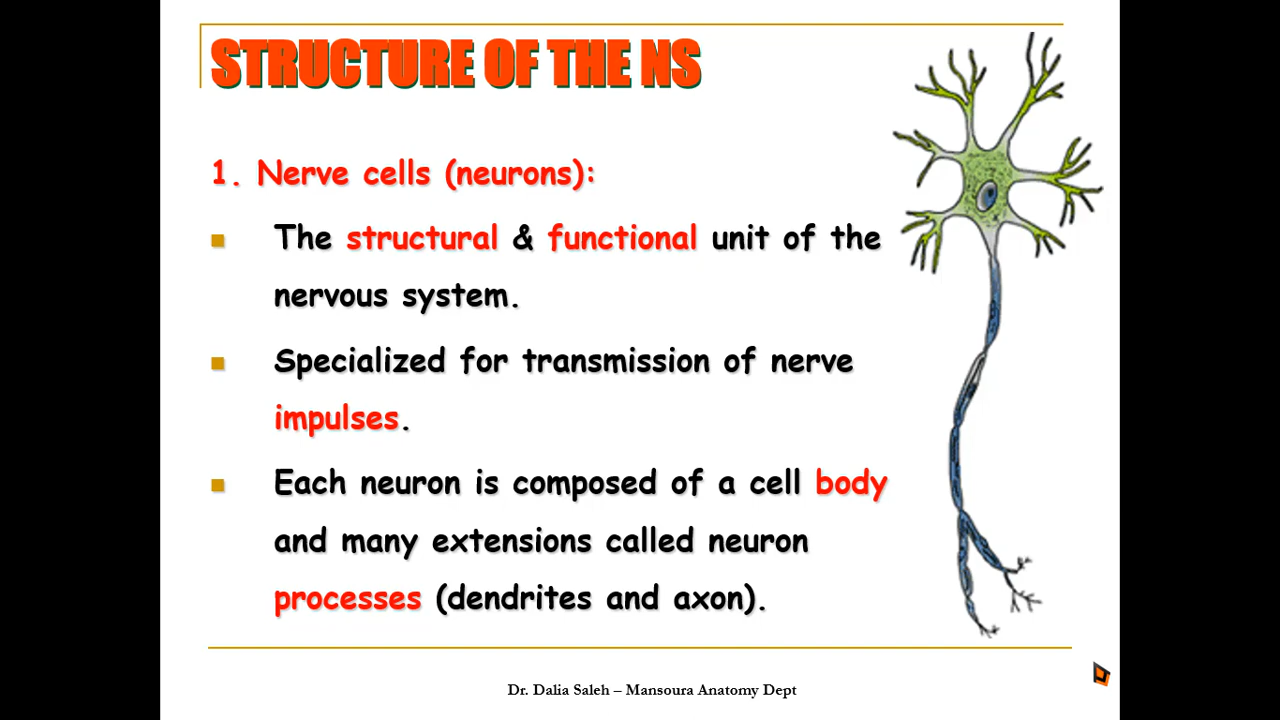 STRUCTURE OF THE NS
1. Nerve cells (neurons):
The structural & functional unit of the
nervous system.
Specialized for transmission of nerve
impulses.
Each neuron is composed of a cell body
and many extensions called neuron
processes (dendrites and axon).
Dr. Dalia Saleh – Mansoura Anatomy Dept